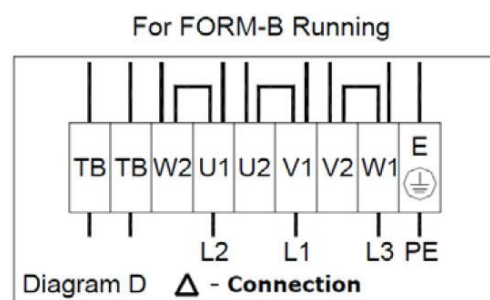 For FORM-B Running
TB TB W2 U1 U2 V1 V2 W1 E
L2 L1 L3 PE
Diagram D Δ - Connection